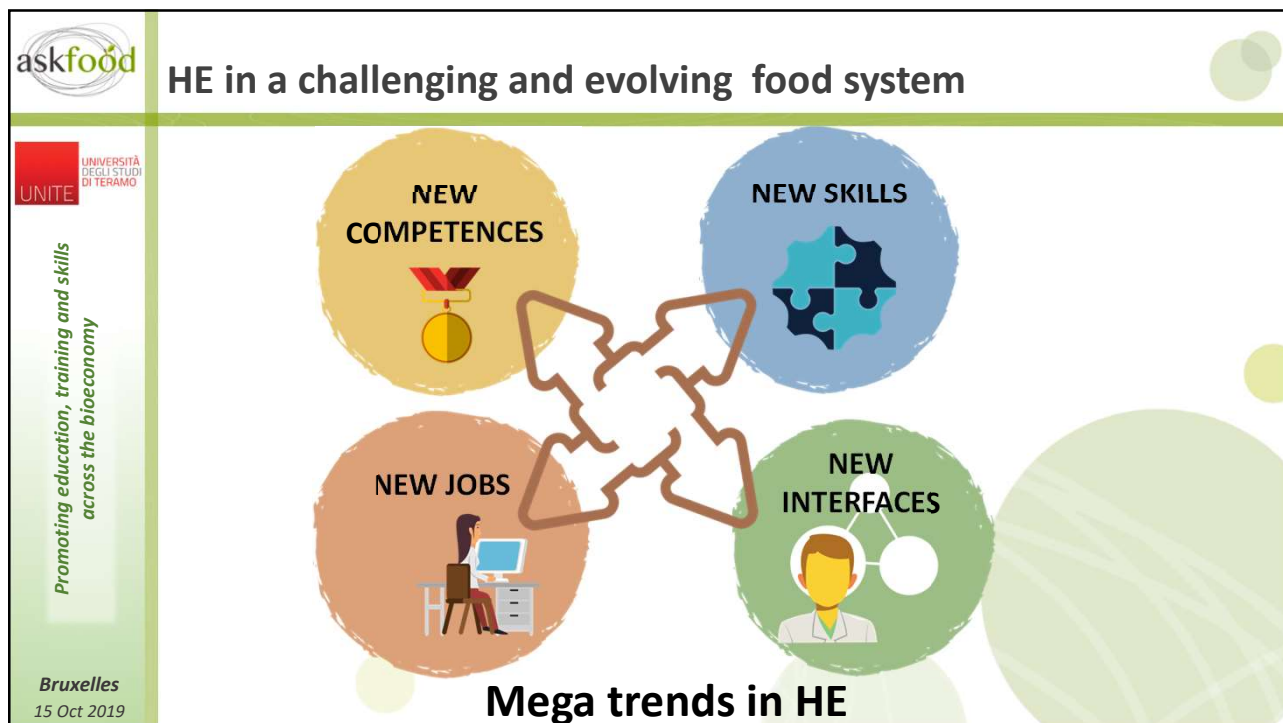 askfood
HE in a challenging and evolving food system
UNITE
UNIVERSITÀ
DEGLI STUDI
DI TERAMO
Promoting education, training and skills
across the bioeconomy
NEW
COMPETENCES
NEW SKILLS
NEW JOBS
NEW
INTERFACES
Bruxelles
15 Oct 2019
Mega trends in HE